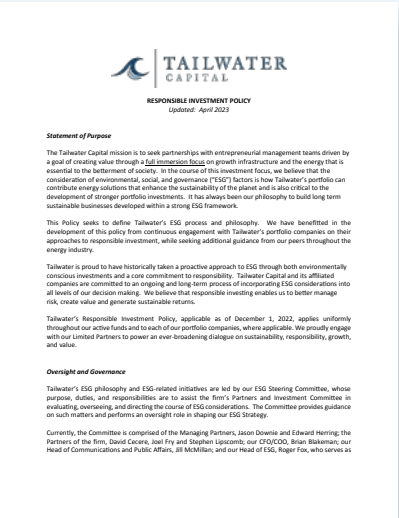 TAILWATER
CAPITAL
RESPONSIBLE INVESTMENT POLICY
Updated: April 2023
Statement of Purpose
The Tailwater Capital mission is to seek partnerships with entrepreneurial management teams driven by
a goal of creating value through a full immersion focus on growth infrastructure and the energy that is
essential to the betterment of society. In the course of this investment focus, we believe that the
consideration of environmental, social, and governance ("ESG") factors is how Tailwater's portfolio can
contribute energy solutions that enhance the sustainability of the planet and is also critical to the
development of stronger portfolio investments. It has always been our philosophy to build long term
sustainable businesses developed within a strong ESG framework.
This Policy seeks to define Tailwater's ESG process and philosophy. We have benefitted in the
development of this policy from continuous engagement with Tailwater's portfolio companies on their
approaches to responsible investment, while seeking additional guidance from our peers throughout the
energy industry.
Tailwater is proud to have historically taken a proactive approach to ESG through both environmentally
conscious investments and a core commitment to responsibility. Tailwater Capital and its affiliated
companies are committed to an ongoing and long-term process of incorporating ESG considerations into
all levels of our decision making. We believe that responsible investing enables us to better manage
risk, create value and generate sustainable returns.
Tailwater's Responsible Investment Policy, applicable as of December 1, 2022, applies uniformly
throughout our active funds and to each of our portfolio companies, where applicable. We proudly engage
with our Limited Partners to power an ever-broadening dialogue on sustainability, responsibility, growth,
and value.
Oversight and Governance
Tailwater's ESG philosophy and ESG-related initiatives are led by our ESG Steering Committee, whose
purpose, duties, and responsibilities are to assist the firm's Partners and Investment Committee in
evaluating, overseeing, and directing the course of ESG considerations. The Committee provides guidance
on such matters and performs an oversight role in shaping our ESG Strategy.
Currently, the Committee is comprised of the Managing Partners, Jason Downie and Edward Herring; the
Partners of the firm, David Cecere, Joel Fry and Stephen Lipscomb; our CFO/COO, Brian Blakeman; our
Head of Communications and Public Affairs, Jill McMillan; and our Head of ESG, Roger Fox, who serves as